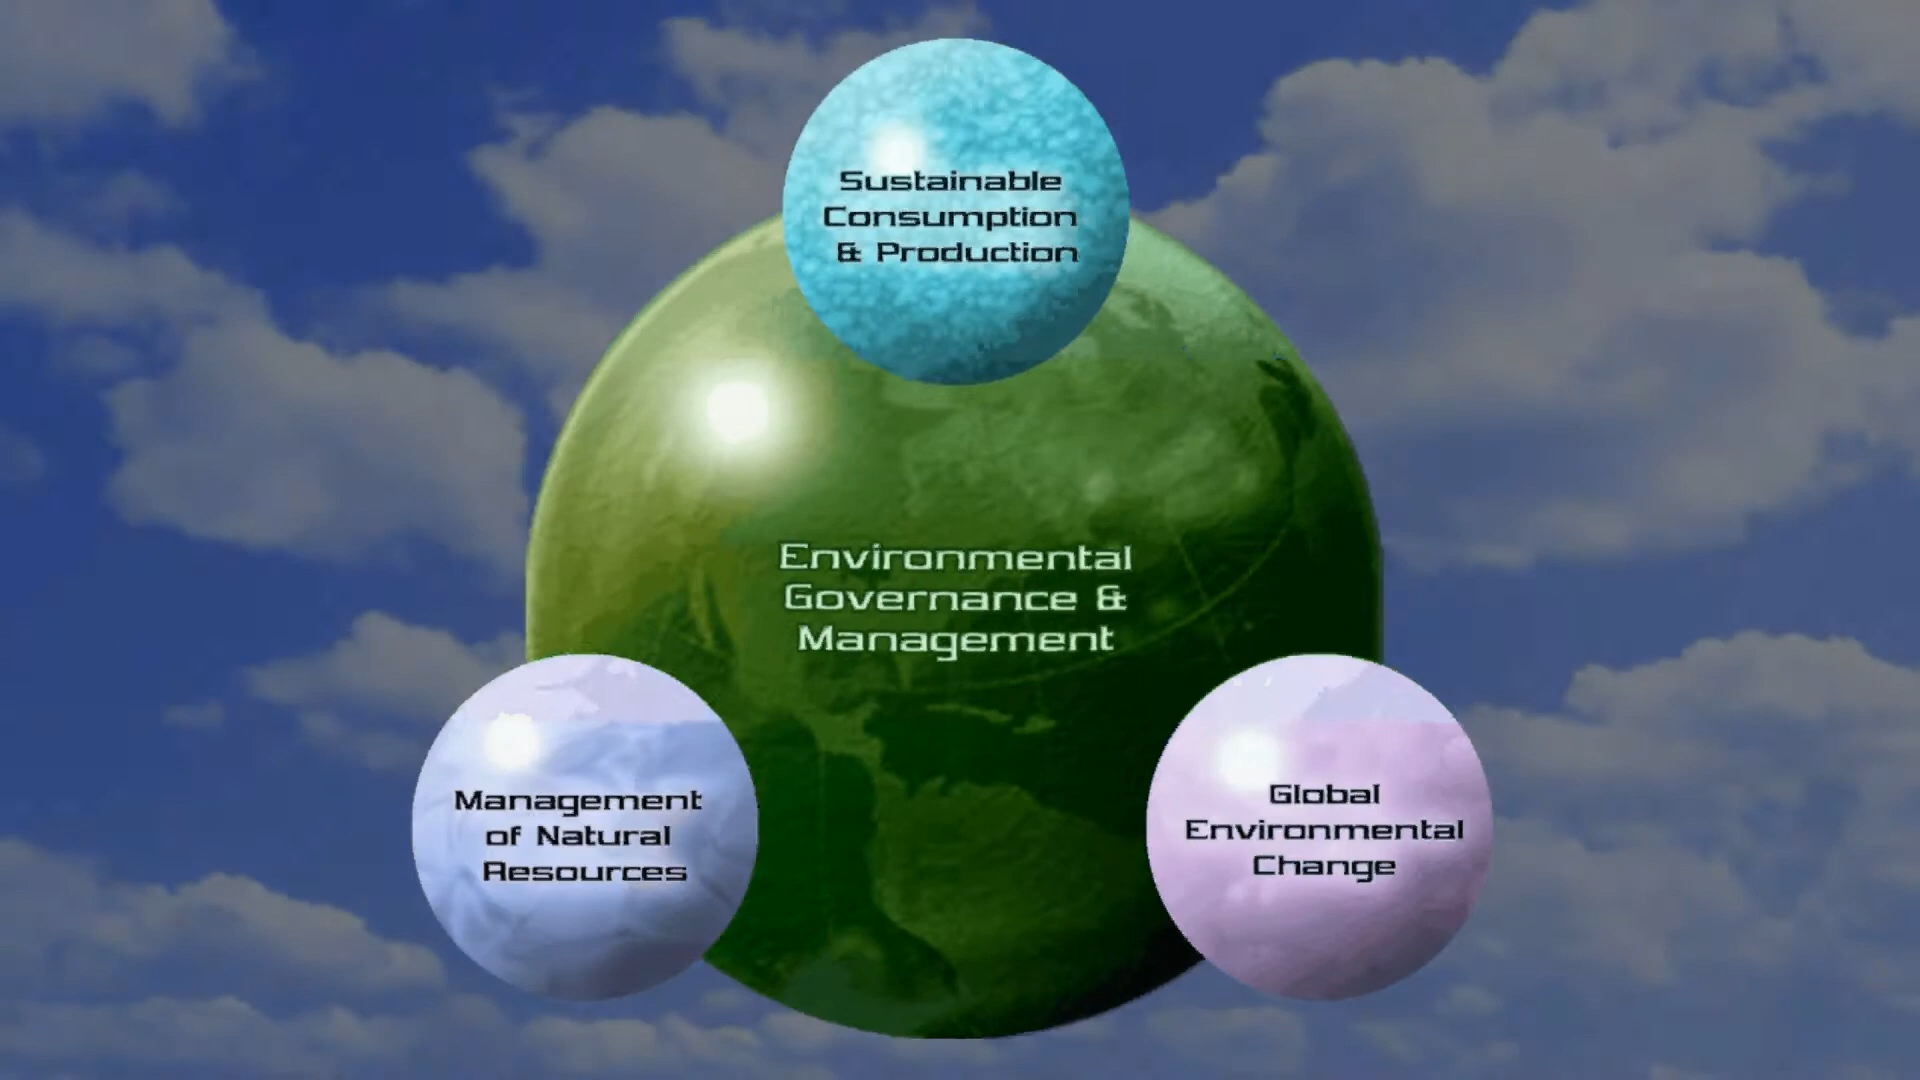 Sustainable
Consumption
& Production
Environmental
Governance &
Management
Management
of Natural
Resources
Global
Environmental
Change